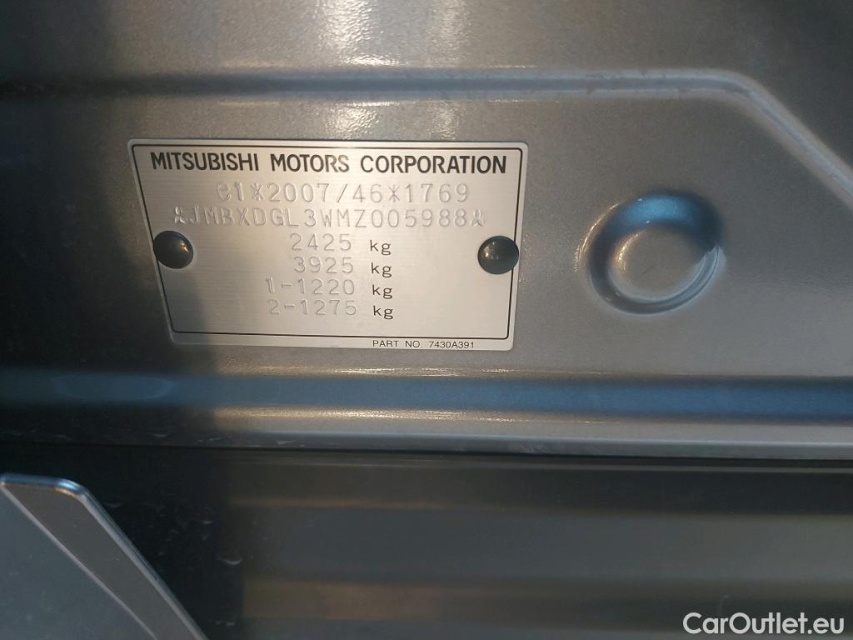 MITSUBISHI MOTORS CORPORATION
e1*2007/46*1769
JMBXDGL3WMZ005988
2425 kg
3925 kg
1-1220 kg
2-1275 kg
PART NO. 7430A391
CarOutlet.eu